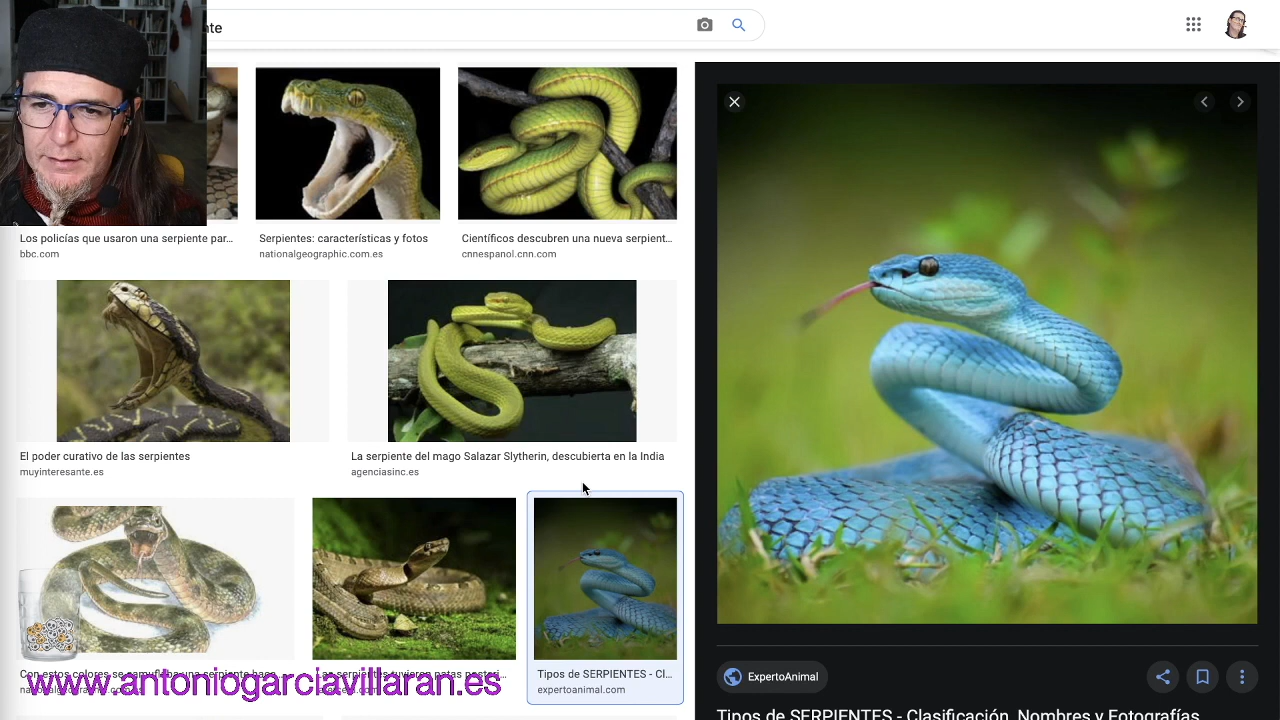 nte
Los policías que usaron una serpiente par...
bbc.com
Serpientes: características y fotos
nationalgeographic.com.es
Científicos descubren una nueva serpient...
cnnespanol.cnn.com
El poder curativo de las serpientes
muyinteresante.es
La serpiente del mago Salazar Slytherin, descubierta en la India
agenciasinc.es
Tipos de SERPIENTES - Cl...
expertoanimal.com
www.antoniogarciavillaran.es
ExpertoAnimal
Tipos de SERPIENTES - Clasificación, Nombres y Fotografías